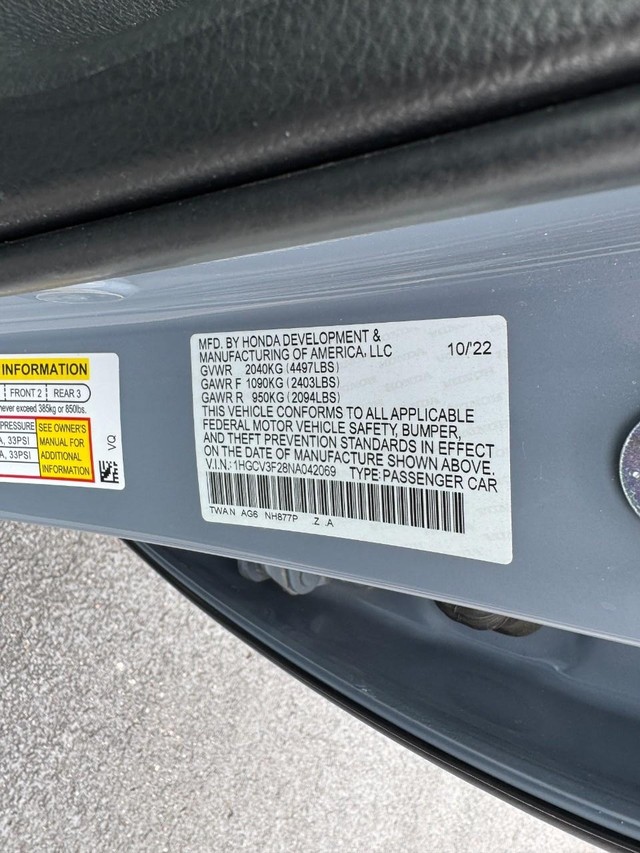 INFORMATION
FRONT 2 REAR 3
never exceed 385kg or 850lbs.
PRESSURE
A, 33PSI
A, 33PSI
SEE OWNER'S
MANUAL FOR
ADDITIONAL
INFORMATION
VQ
MFD. BY HONDA DEVELOPMENT & 10/'22
MANUFACTURING OF AMERICA, LLC
GVWR 2040KG (4497LBS)
GAWR F 1090KG (2403LBS)
GAWR R 950KG (2094LBS)
THIS VEHICLE CONFORMS TO ALL APPLICABLE
FEDERAL MOTOR VEHICLE SAFETY, BUMPER,
AND THEFT PREVENTION STANDARDS IN EFFECT
ON THE DATE OF MANUFACTURE SHOWN ABOVE.
V.I.N.: 1HGCV3F28NA042069 TYPE:PASSENGER CAR
TWA N AG6 NH877P .Z .A